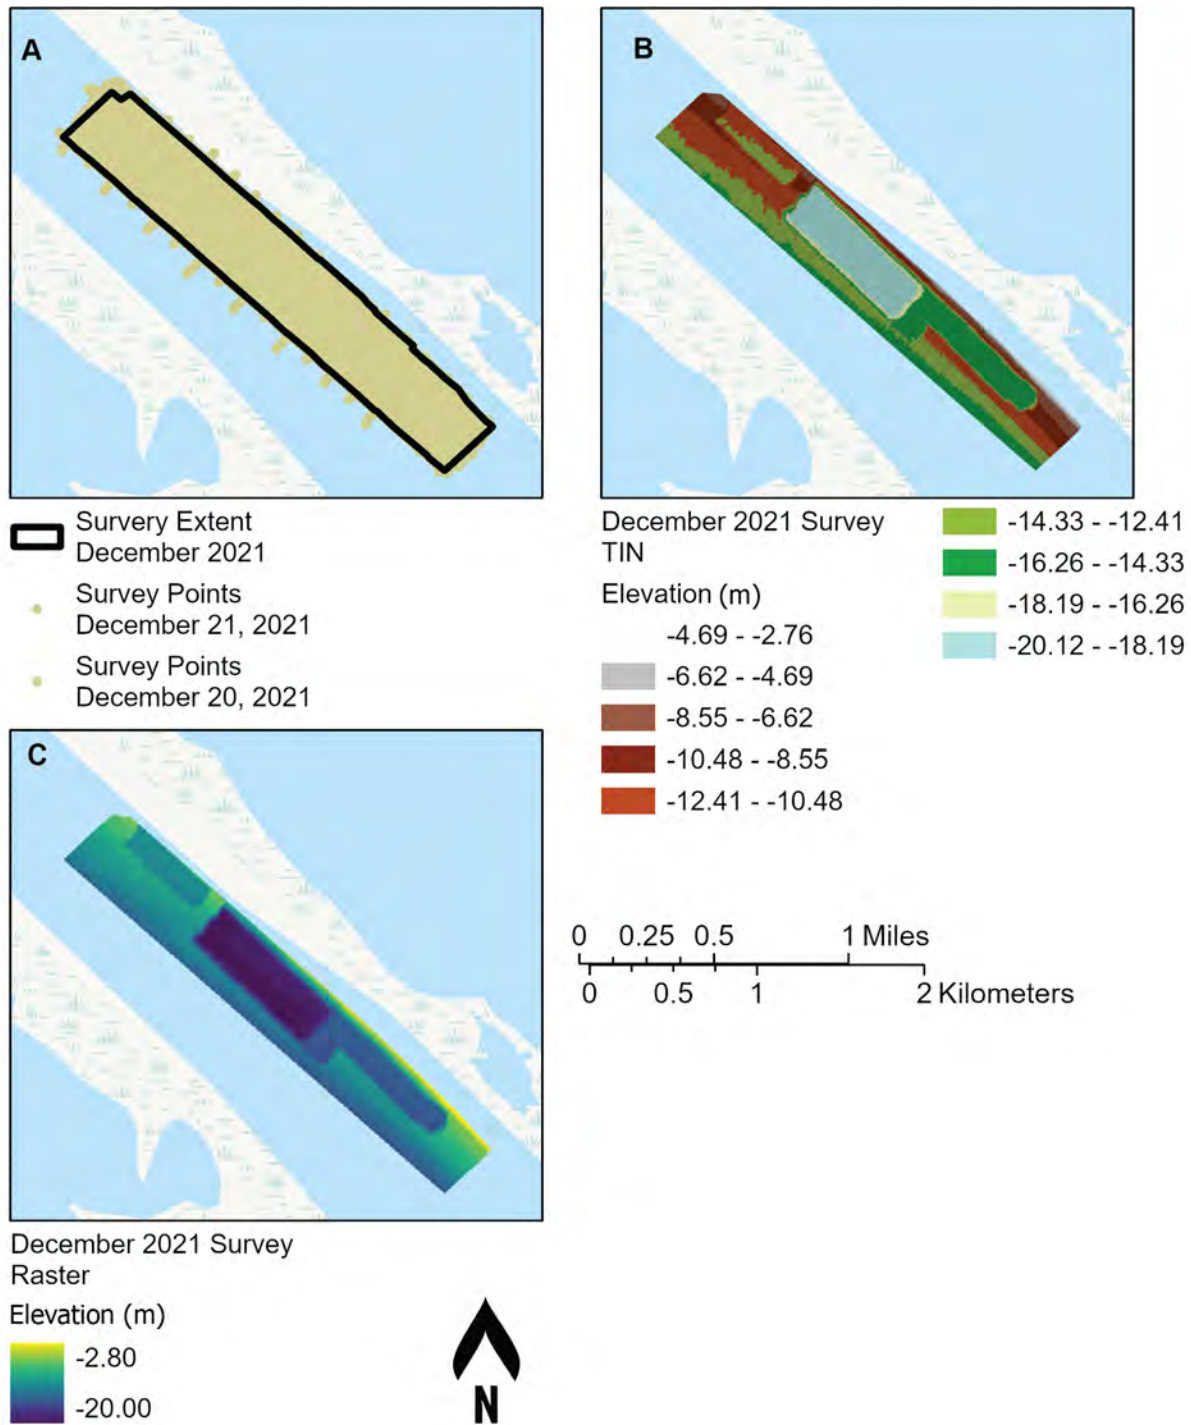 A
B
Survery Extent
December 2021
Survey Points
December 21, 2021
Survey Points
December 20, 2021
December 2021 Survey
TIN
Elevation (m)
-4.69 - -2.76
-6.62 - -4.69
-8.55 - -6.62
-10.48 - -8.55
-12.41 - -10.48
-14.33 - -12.41
-16.26 - -14.33
-18.19 - -16.26
-20.12 - -18.19
C
0 0.25 0.5 1 Miles
0 0.5 1 2 Kilometers
December 2021 Survey
Raster
Elevation (m)
-2.80
-20.00
N